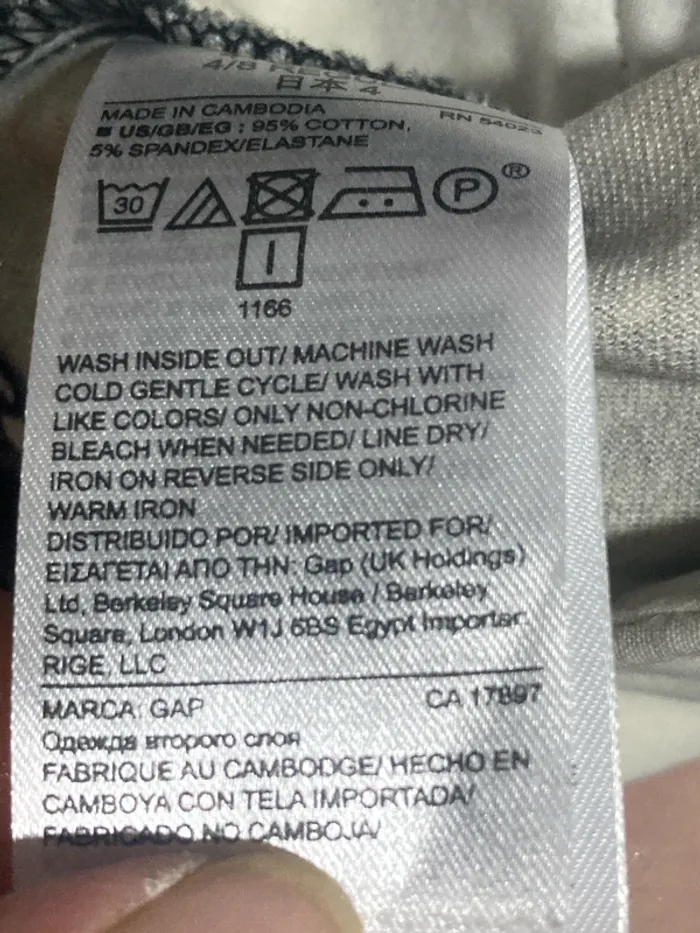 4/8 REG
日本 4
MADE IN CAMBODIA RN 54023
■ US/GB/EG : 95% COTTON,
5% SPANDEX/ELASTANE
30 P ®
1166
WASH INSIDE OUT/ MACHINE WASH
COLD GENTLE CYCLE/ WASH WITH
LIKE COLORS/ ONLY NON-CHLORINE
BLEACH WHEN NEEDED/ LINE DRY/
IRON ON REVERSE SIDE ONLY/
WARM IRON
DISTRIBUIDO POR/ IMPORTED FOR/
ΕΙΣΑΓΕΤΑΙ ΑΠΟ ΤΗΝ: Gap (UK Holdings)
Ltd, Berkeley Square House / Berkeley
Square, London W1J 6BS Egypt Importer:
RIGE, LLC
MARCA: GAP CA 17897
Одежда второго слоя
FABRIQUE AU CAMBODGE/ HECHO EN
CAMBOYA CON TELA IMPORTADA/
FABRICADO NO CAMBOJA/